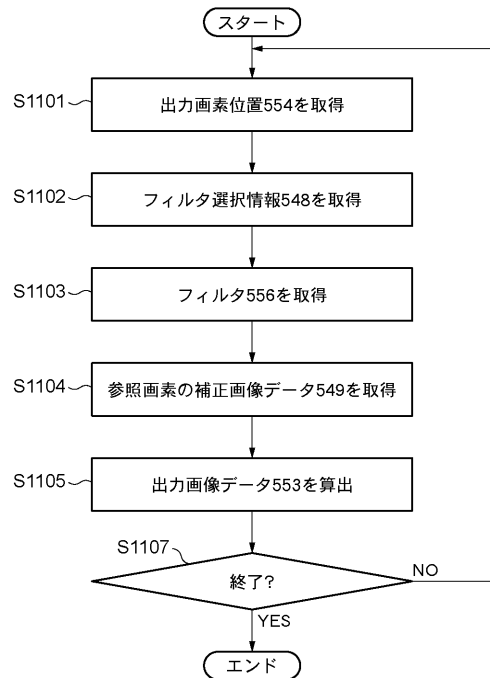 スタート
S1101
出力画素位置554を取得
S1102
フィルタ選択情報548を取得
S1103
フィルタ556を取得
S1104
参照画素の補正画像データ549を取得
S1105
出力画像データ553を算出
S1107
終了?
NO
YES
エンド